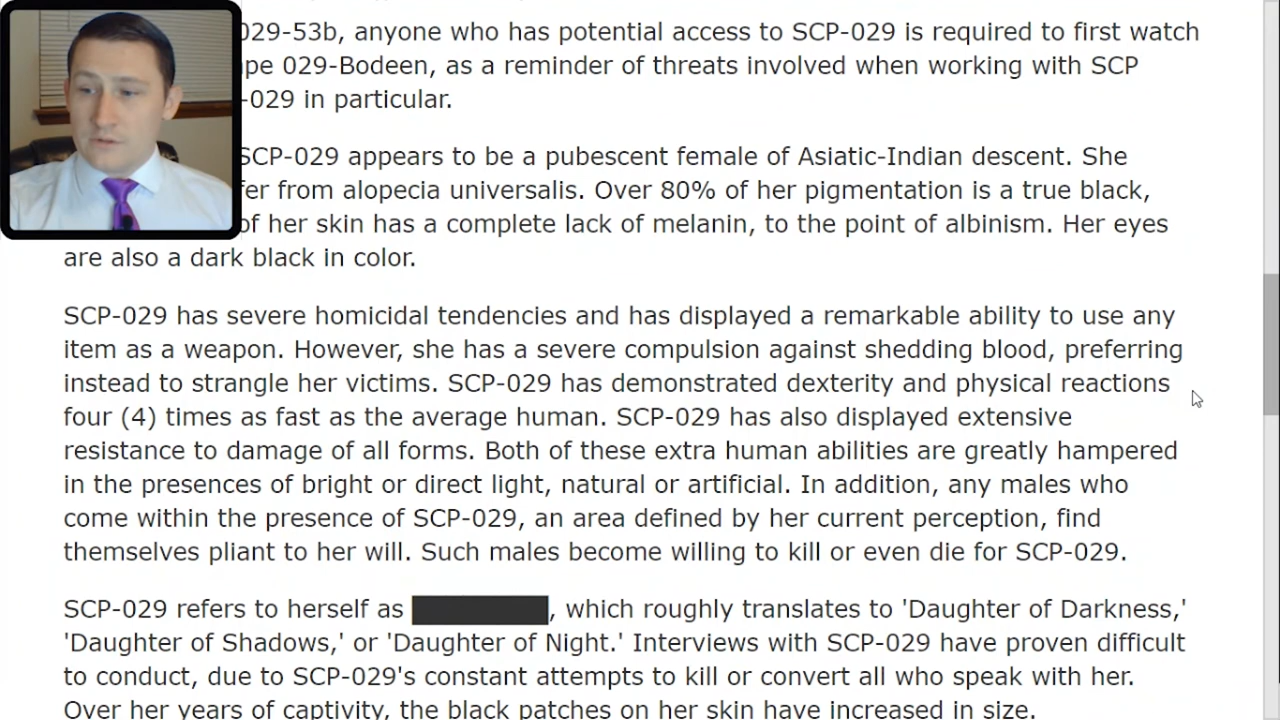 029-53b, anyone who has potential access to SCP-029 is required to first watch
pe 029-Bodeen, as a reminder of threats involved when working with SCP
-029 in particular.
SCP-029 appears to be a pubescent female of Asiatic-Indian descent. She
fer from alopecia universalis. Over 80% of her pigmentation is a true black,
of her skin has a complete lack of melanin, to the point of albinism. Her eyes
are also a dark black in color.
SCP-029 has severe homicidal tendencies and has displayed a remarkable ability to use any
item as a weapon. However, she has a severe compulsion against shedding blood, preferring
instead to strangle her victims. SCP-029 has demonstrated dexterity and physical reactions
four (4) times as fast as the average human. SCP-029 has also displayed extensive
resistance to damage of all forms. Both of these extra human abilities are greatly hampered
in the presences of bright or direct light, natural or artificial. In addition, any males who
come within the presence of SCP-029, an area defined by her current perception, find
themselves pliant to her will. Such males become willing to kill or even die for SCP-029.
SCP-029 refers to herself as ████████, which roughly translates to 'Daughter of Darkness,'
'Daughter of Shadows,' or 'Daughter of Night.' Interviews with SCP-029 have proven difficult
to conduct, due to SCP-029's constant attempts to kill or convert all who speak with her.
Over her years of captivity, the black patches on her skin have increased in size.